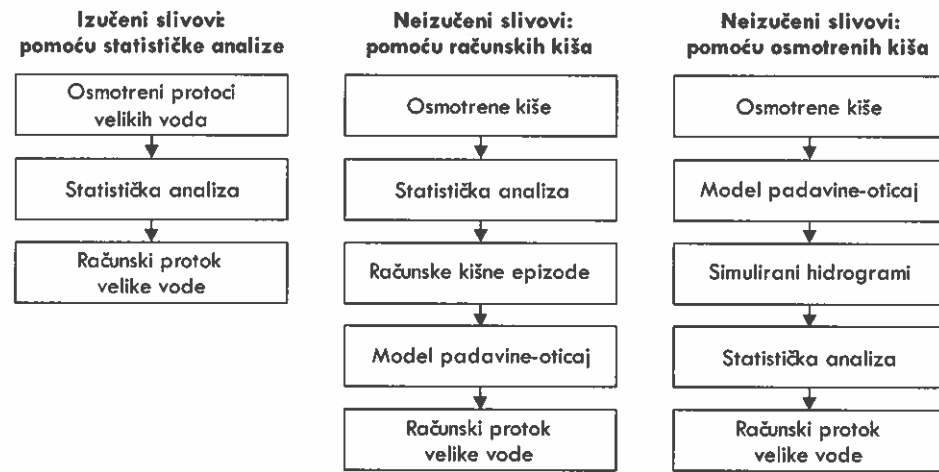 Izučeni slivovi:
pomoću statističke analize
Osmotreni protoci
velikih voda
Statistička analiza
Računski protok
velike vode
Neizučeni slivovi:
pomoću računskih kiša
Osmotrene kiše
Statistička analiza
Računske kišne epizode
Model padavine-oticaj
Računski protok
velike vode
Neizučeni slivovi:
pomoću osmotrenih kiša
Osmotrene kiše
Model padavine-oticaj
Simulirani hidrogrami
Statistička analiza
Računski protok
velike vode